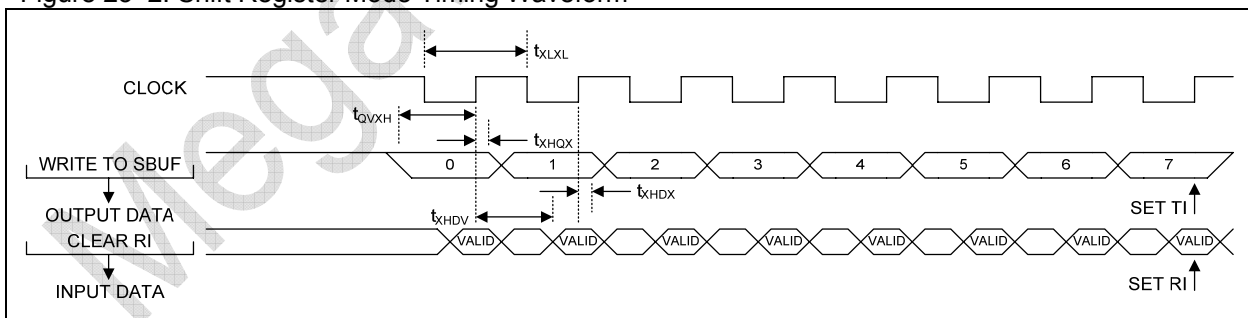 Figure 28-2. Shift Register Mode Timing Waveform
tXLXL
CLOCK
tQVXH
tXHQX
WRITE TO SBUF 0 1 2 3 4 5 6 7
tXHDX
OUTPUT DATA tXHDV SET TI
CLEAR RI VALID VALID VALID VALID VALID VALID VALID VALID
INPUT DATA SET RI
Mega